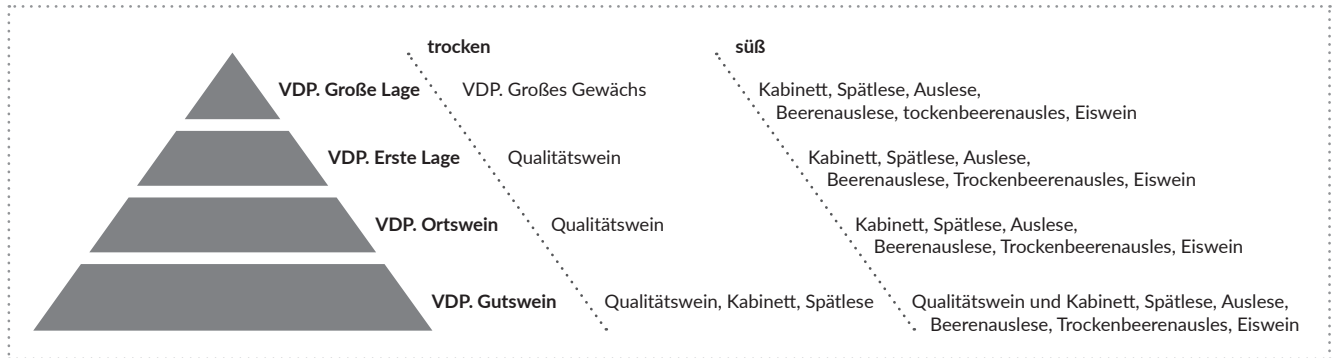 trocken süß
VDP. Große Lage VDP. Großes Gewächs Kabinett, Spätlese, Auslese,
Beerenauslese, tockenbeerenausles, Eiswein
VDP. Erste Lage Qualitätswein Kabinett, Spätlese, Auslese,
Beerenauslese, Trockenbeerenausles, Eiswein
VDP. Ortswein Qualitätswein Kabinett, Spätlese, Auslese,
Beerenauslese, Trockenbeerenausles, Eiswein
VDP. Gutswein Qualitätswein, Kabinett, Spätlese Qualitätswein und Kabinett, Spätlese, Auslese,
Beerenauslese, Trockenbeerenausles, Eiswein